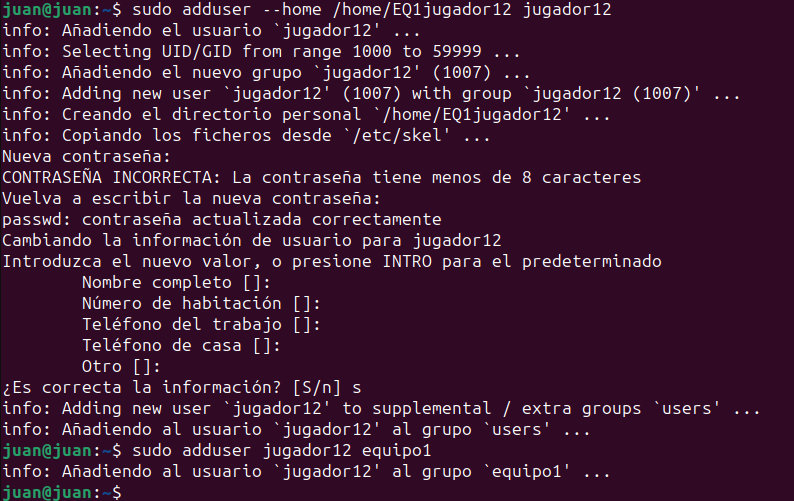 juan@juan:~$ sudo adduser --home /home/EQ1jugador12 jugador12
info: Añadiendo el usuario `jugador12' ...
info: Selecting UID/GID from range 1000 to 59999 ...
info: Añadiendo el nuevo grupo `jugador12' (1007) ...
info: Adding new user `jugador12' (1007) with group `jugador12 (1007)' ...
info: Creando el directorio personal `/home/EQ1jugador12' ...
info: Copiando los ficheros desde `/etc/skel' ...
Nueva contraseña:
CONTRASEÑA INCORRECTA: La contraseña tiene menos de 8 caracteres
Vuelva a escribir la nueva contraseña:
passwd: contraseña actualizada correctamente
Cambiando la información de usuario para jugador12
Introduzca el nuevo valor, o presione INTRO para el predeterminado
        Nombre completo []:
        Número de habitación []:
        Teléfono del trabajo []:
        Teléfono de casa []:
        Otro []:
¿Es correcta la información? [S/n] s
info: Adding new user `jugador12' to supplemental / extra groups `users' ...
info: Añadiendo al usuario `jugador12' al grupo `users' ...
juan@juan:~$ sudo adduser jugador12 equipo1
info: Añadiendo al usuario `jugador12' al grupo `equipo1' ...
juan@juan:~$